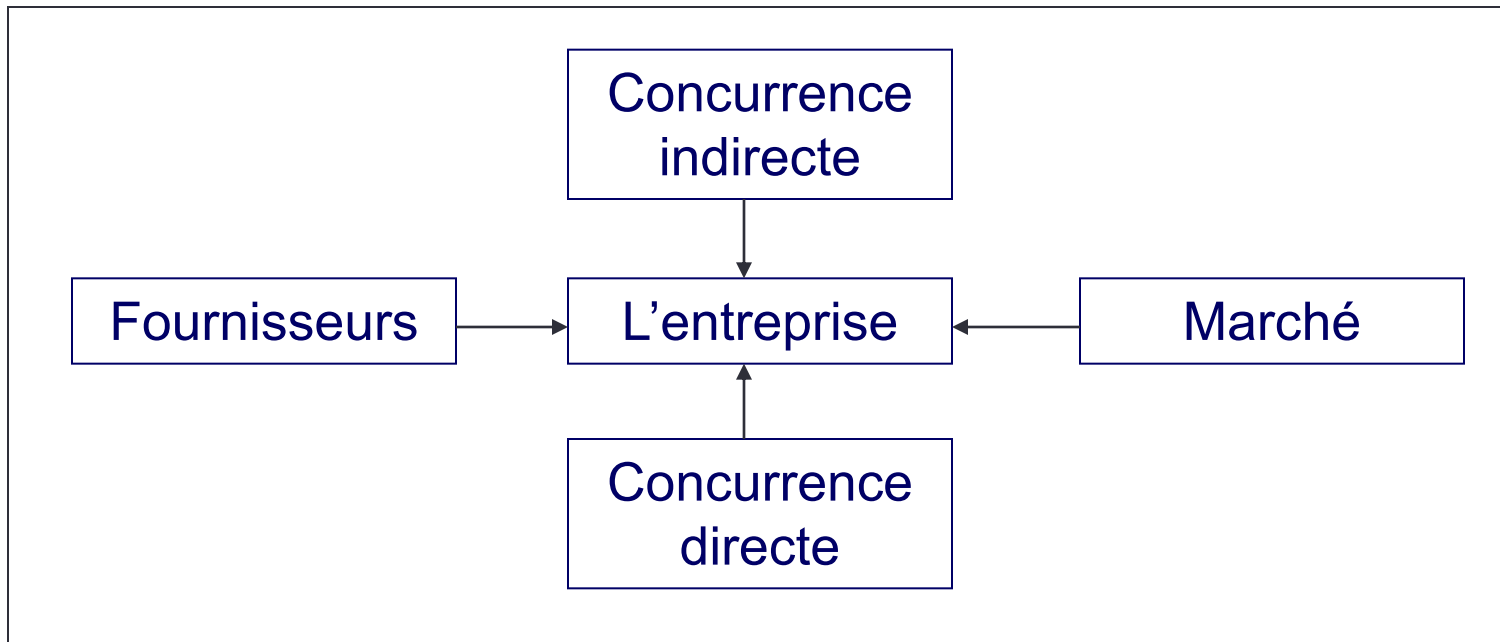 Concurrence
indirecte
Fournisseurs
L’entreprise
Marché
Concurrence
directe